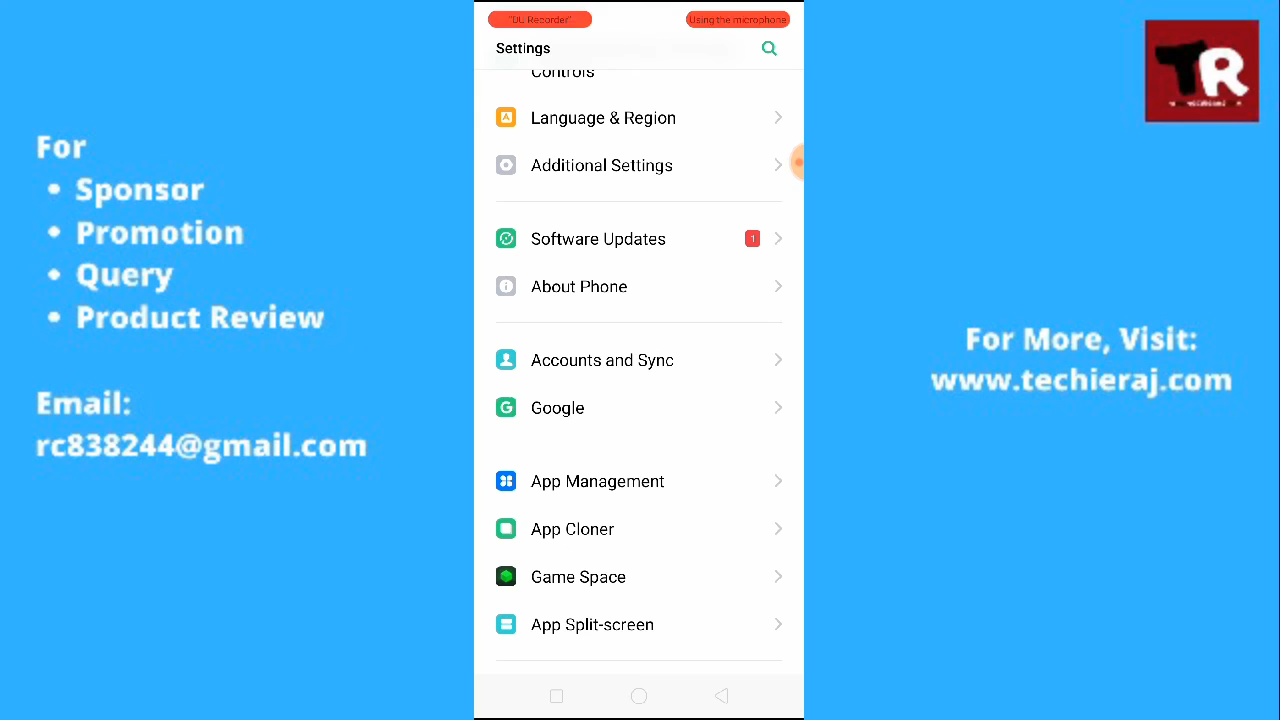 "DU Recorder"
Using the microphone
Settings
Controls
Language & Region
Additional Settings
Software Updates
1
About Phone
Accounts and Sync
Google
App Management
App Cloner
Game Space
App Split-screen
For
• Sponsor
• Promotion
• Query
• Product Review
Email:
rc838244@gmail.com
TR
For More, Visit:
www.techieraj.com